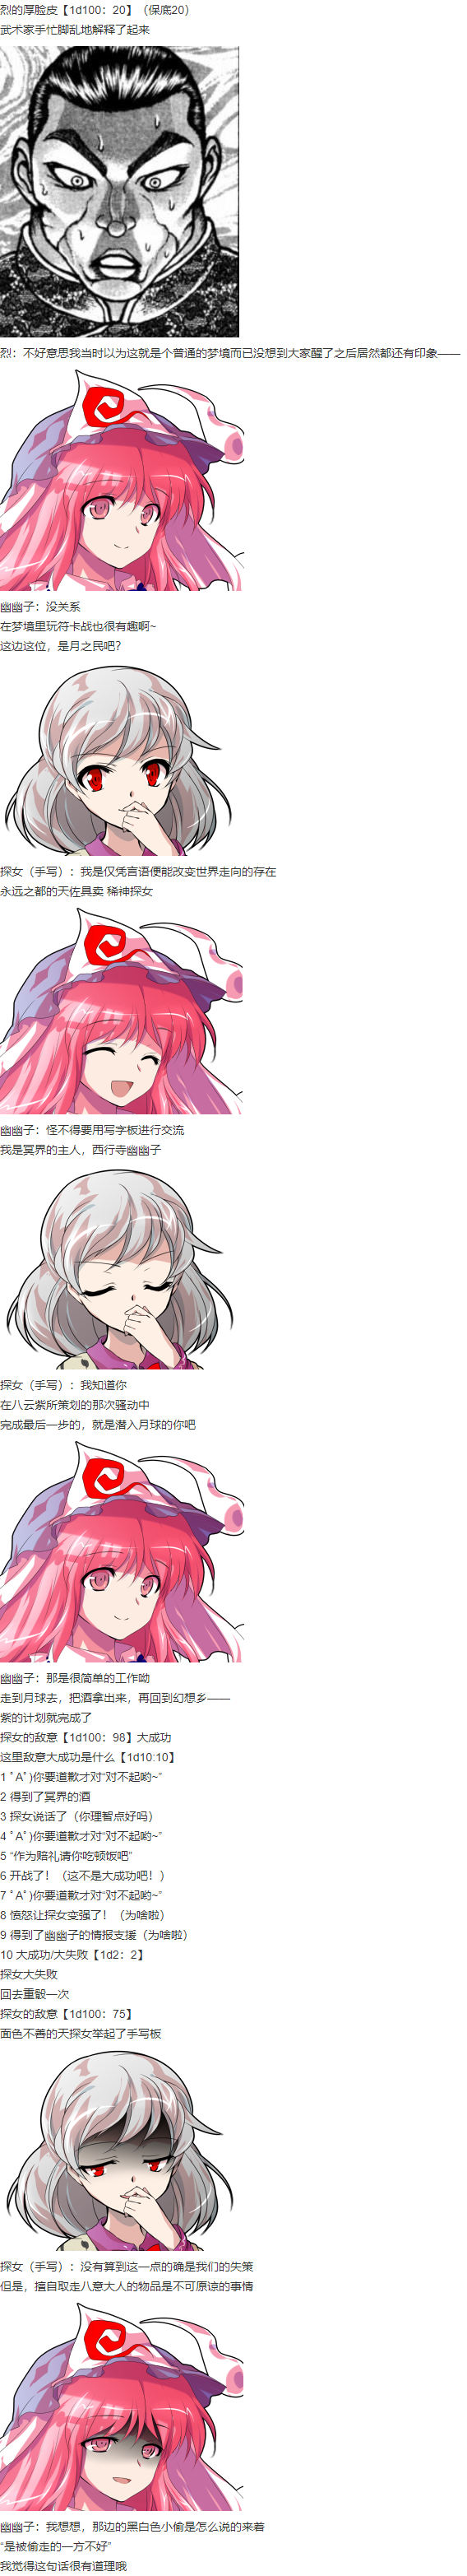 烈的厚脸皮【1d100：20】（保底20）
武术家手忙脚乱地解释了起来
烈：不好意思我当时以为这就是个普通的梦境而已没想到大家醒了之后居然都还有印象——
幽幽子：没关系
在梦境里玩符卡战也很有趣啊~
这边这位，是月之民吧？
探女（手写）：我是仅凭言语便能改变世界走向的存在
永远之都的天佐具卖 稀神探女
幽幽子：怪不得要用写字板进行交流
我是冥界的主人，西行寺幽幽子
探女（手写）：我知道你
在八云紫所策划的那次骚动中
完成最后一步的，就是潜入月球的你吧
幽幽子：那是很简单的工作呦
走到月球去，把酒拿出来，再回到幻想乡——
紫的计划就完成了
探女的敌意【1d100：98】大成功
这里敌意大成功是什么【1d10:10】
1 ﾟAﾟ)你要道歉才对“对不起哟~”
2 得到了冥界的酒
3 探女说话了（你理智点好吗）
4 ﾟAﾟ)你要道歉才对“对不起哟~”
5 “作为赔礼请你吃顿饭吧”
6 开战了！（这不是大成功吧！）
7 ﾟAﾟ)你要道歉才对“对不起哟~”
8 愤怒让探女变强了！（为啥啦）
9 得到了幽幽子的情报支援（为啥啦）
10 大成功/大失败【1d2：2】
探女大失败
回去重骰一次
探女的敌意【1d100：75】
面色不善的天探女举起了手写板
探女（手写）：没有算到这一点的确是我们的失策
但是，擅自取走八意大人的物品是不可原谅的事情
幽幽子：我想想，那边的黑白色小偷是怎么说的来着
“是被偷走的一方不好”
我觉得这句话很有道理哦